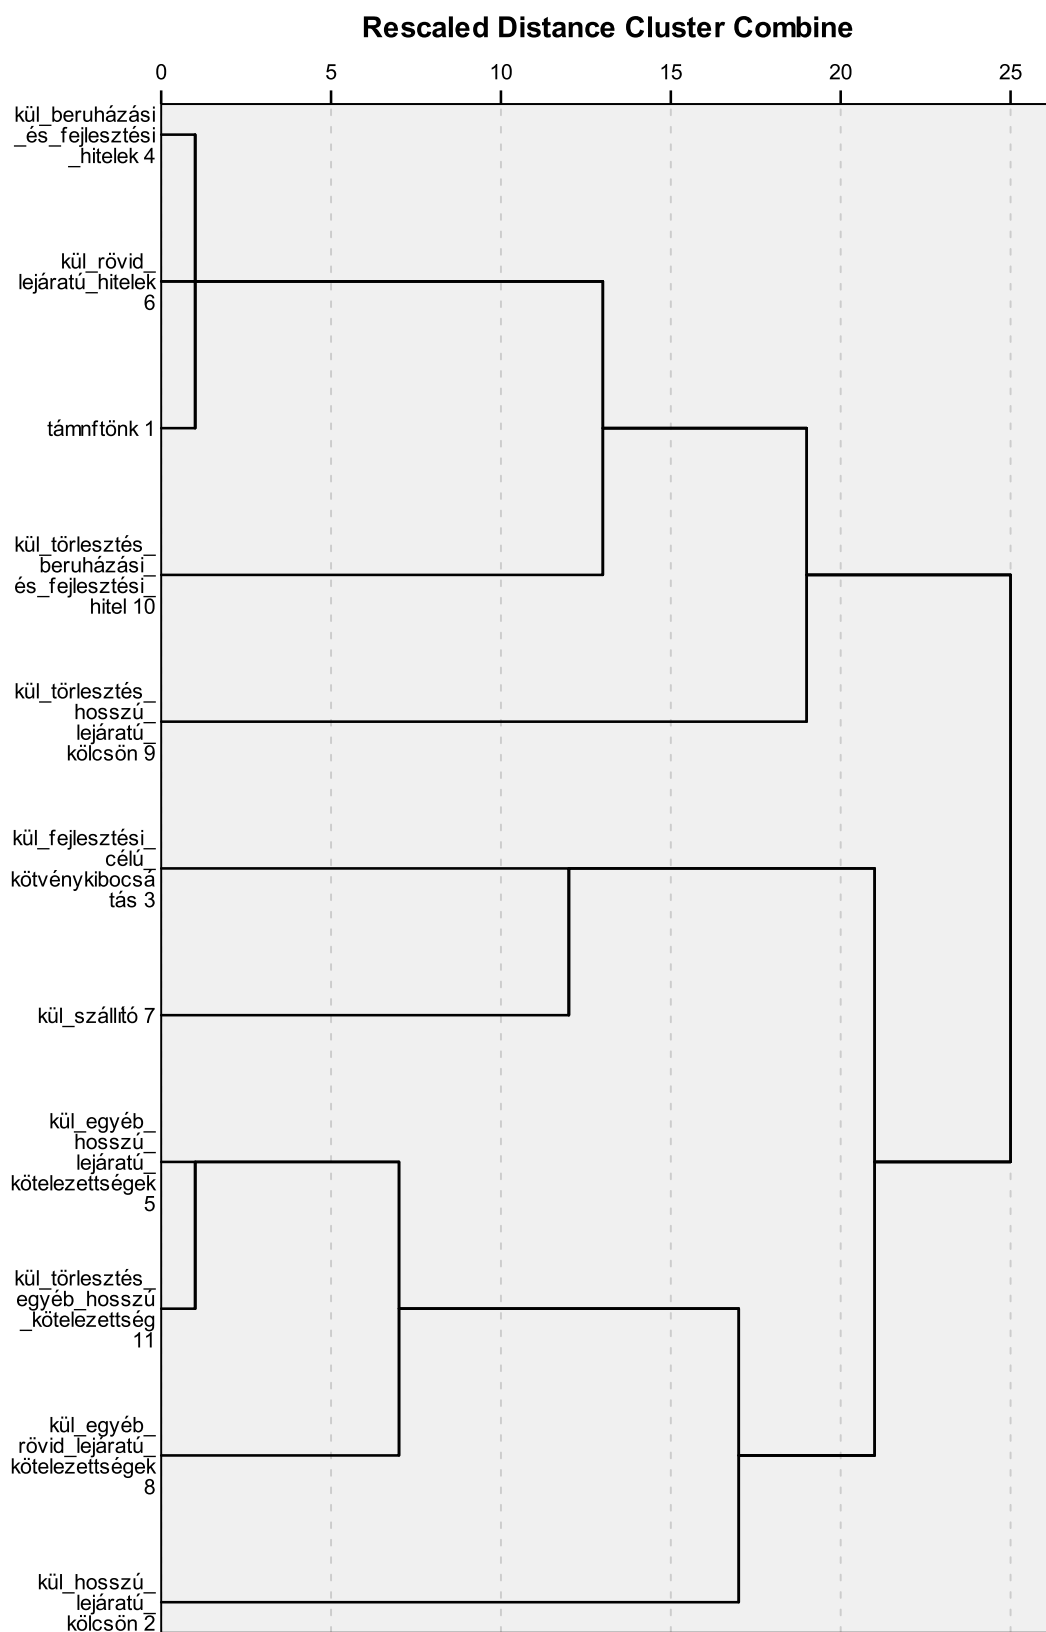 Rescaled Distance Cluster Combine
0 5 10 15 20 25
kül_beruházási
_és_fejlesztési
_hitelek 4
kül_rövid_
lejáratú_hitelek
6
támnftönk 1
kül_törlesztés_
beruházási_
és_fejlesztési_
hitel 10
kül_törlesztés_
hosszú_
lejáratú_
kölcsön 9
kül_fejlesztési_
célú_
kötvénykibocsá
tás 3
kül_szállító 7
kül_egyéb_
hosszú_
lejáratú_
kötelezettségek
5
kül_törlesztés_
egyéb_hosszú
_kötelezettség
11
kül_egyéb_
rövid_lejáratú_
kötelezettségek
8
kül_hosszú_
lejáratú_
kölcsön 2